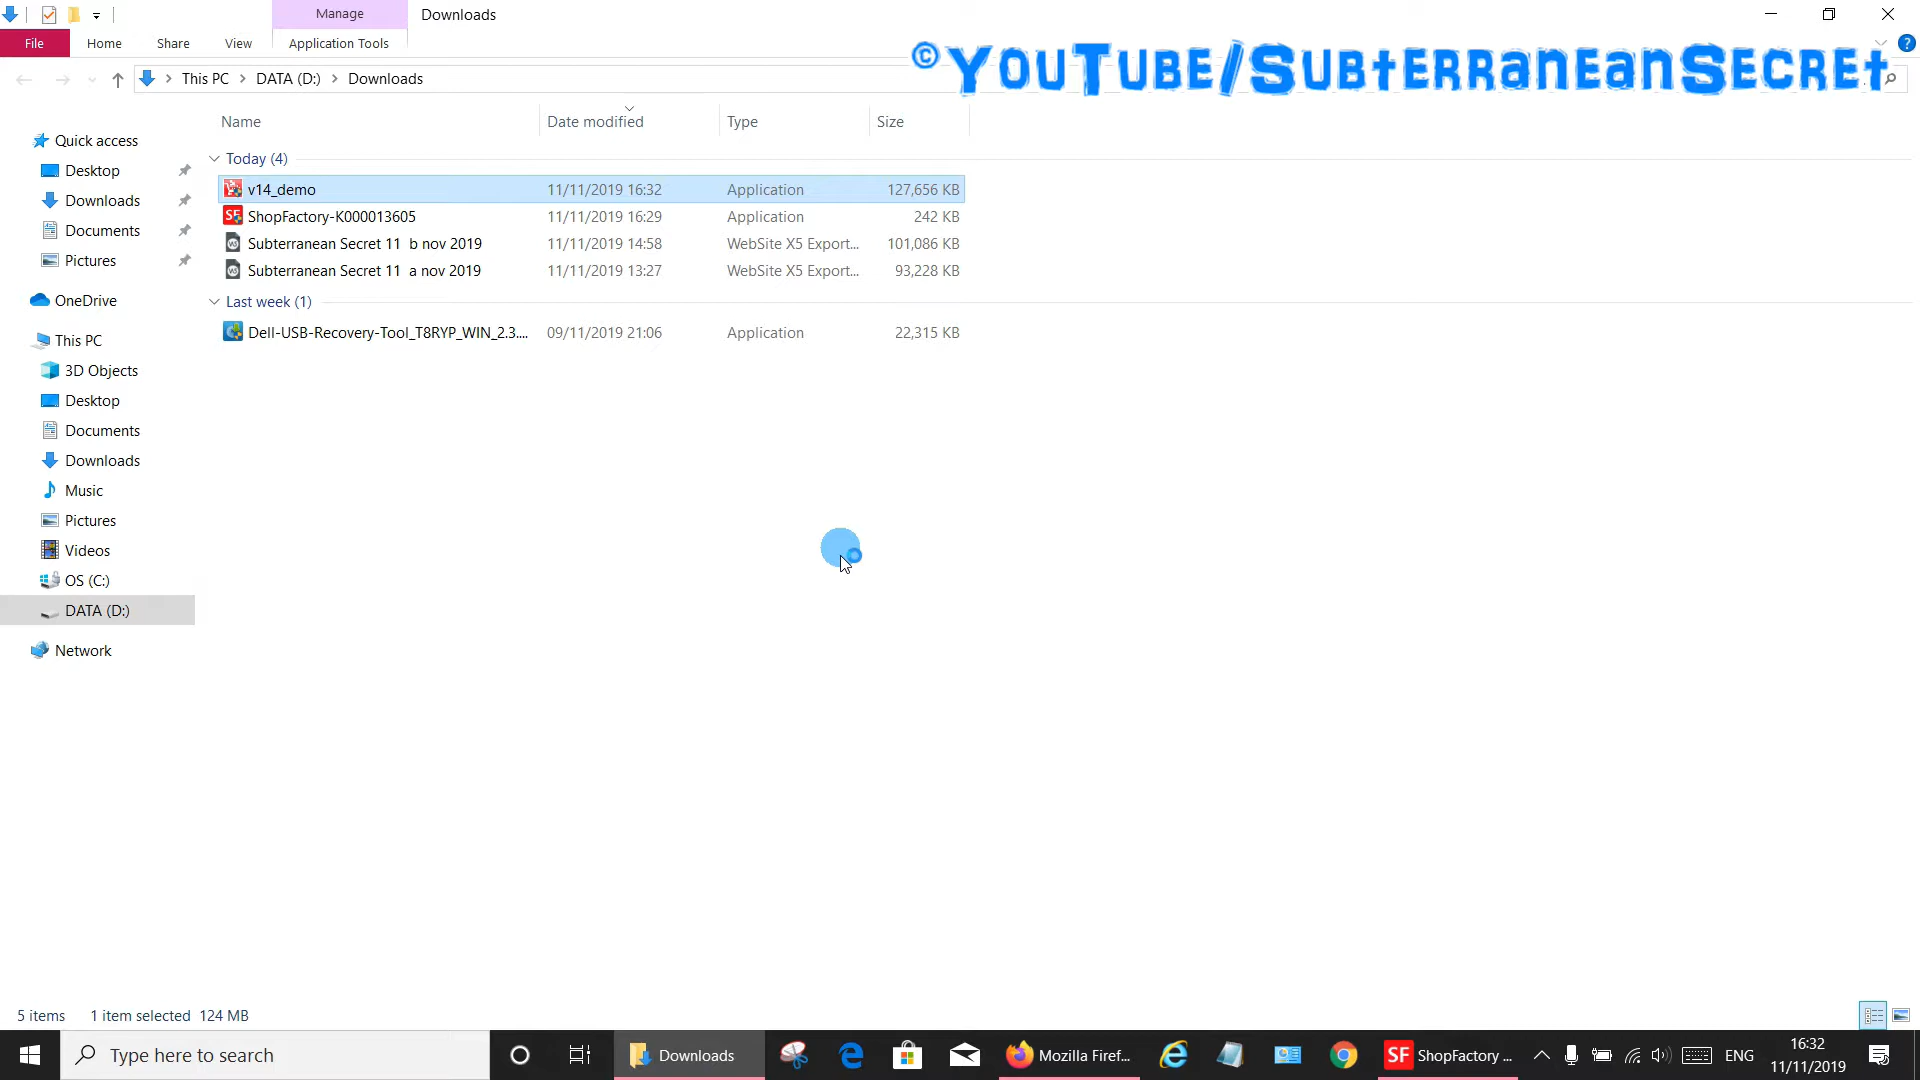 Manage
Downloads
File
Home
Share
View
Application Tools
?
©YouTube/SubterraneanSecret
This PC
DATA (D:)
Downloads
Name
Date modified
Type
Size
Quick access
Desktop
Downloads
Documents
Pictures
OneDrive
This PC
3D Objects
Desktop
Documents
Downloads
Music
Pictures
Videos
OS (C:)
DATA (D:)
Network
Today (4)
v14_demo 11/11/2019 16:32 Application 127,656 KB
SF ShopFactory-K000013605 11/11/2019 16:29 Application 242 KB
Subterranean Secret 11 b nov 2019 11/11/2019 14:58 WebSite X5 Export... 101,086 KB
Subterranean Secret 11 a nov 2019 11/11/2019 13:27 WebSite X5 Export... 93,228 KB
Last week (1)
Dell-USB-Recovery-Tool_T8RYP_WIN_2.3.... 09/11/2019 21:06 Application 22,315 KB
5 items 1 item selected 124 MB
Type here to search
Downloads
Mozilla Firef...
SF ShopFactory ...
ENG
16:32
11/11/2019